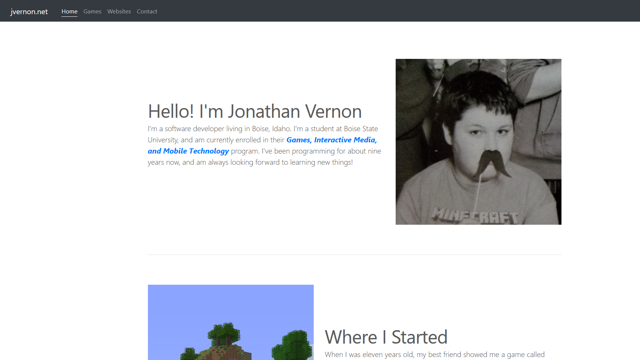 jvernon.net Home Games Websites Contact
Hello! I'm Jonathan Vernon
I'm a software developer living in Boise, Idaho. I'm a student at Boise State
University, and am currently enrolled in their Games, Interactive Media,
and Mobile Technology program. I've been programming for about nine
years now, and am always looking forward to learning new things!
MINECRAFT
Where I Started
When I was eleven years old, my best friend showed me a game called